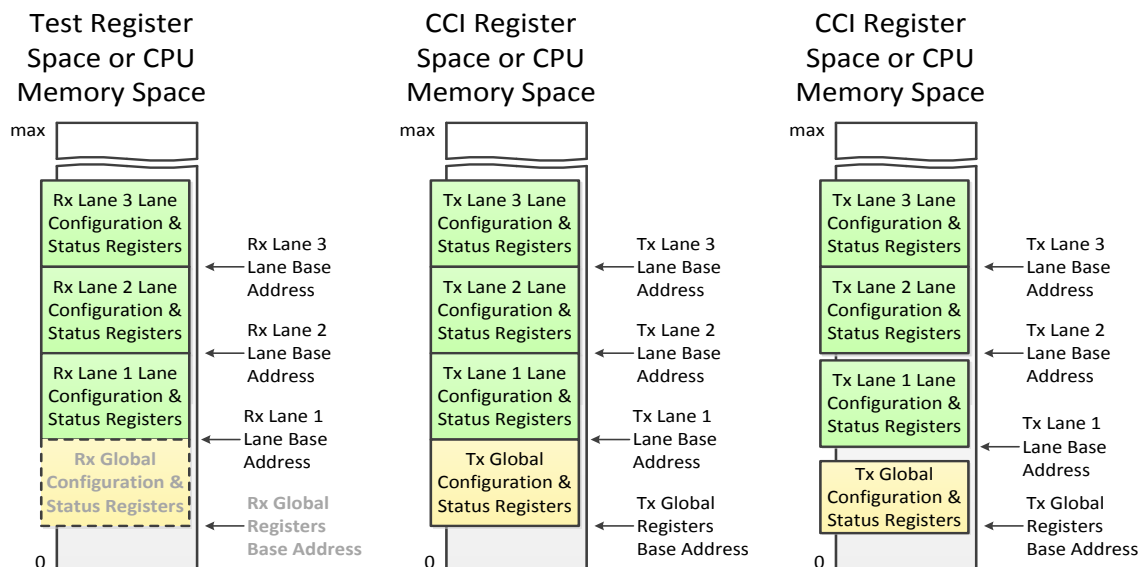 Test Register
Space or CPU
Memory Space
max
Rx Lane 3 Lane
Configuration &
Status Registers
Rx Lane 3
Lane Base
Address
Rx Lane 2 Lane
Configuration &
Status Registers
Rx Lane 2
Lane Base
Address
Rx Lane 1 Lane
Configuration &
Status Registers
Rx Lane 1
Lane Base
Address
Rx Global
Configuration &
Status Registers
Rx Global
Registers
Base Address
0
CCI Register
Space or CPU
Memory Space
max
Tx Lane 3 Lane
Configuration &
Status Registers
Tx Lane 3
Lane Base
Address
Tx Lane 2 Lane
Configuration &
Status Registers
Tx Lane 2
Lane Base
Address
Tx Lane 1 Lane
Configuration &
Status Registers
Tx Lane 1
Lane Base
Address
Tx Global
Configuration &
Status Registers
Tx Global
Registers
Base Address
0
CCI Register
Space or CPU
Memory Space
max
Tx Lane 3 Lane
Configuration &
Status Registers
Tx Lane 3
Lane Base
Address
Tx Lane 2 Lane
Configuration &
Status Registers
Tx Lane 2
Lane Base
Address
Tx Lane 1 Lane
Configuration &
Status Registers
Tx Lane 1
Lane Base
Address
Tx Global
Configuration &
Status Registers
Tx Global
Registers
Base Address
0